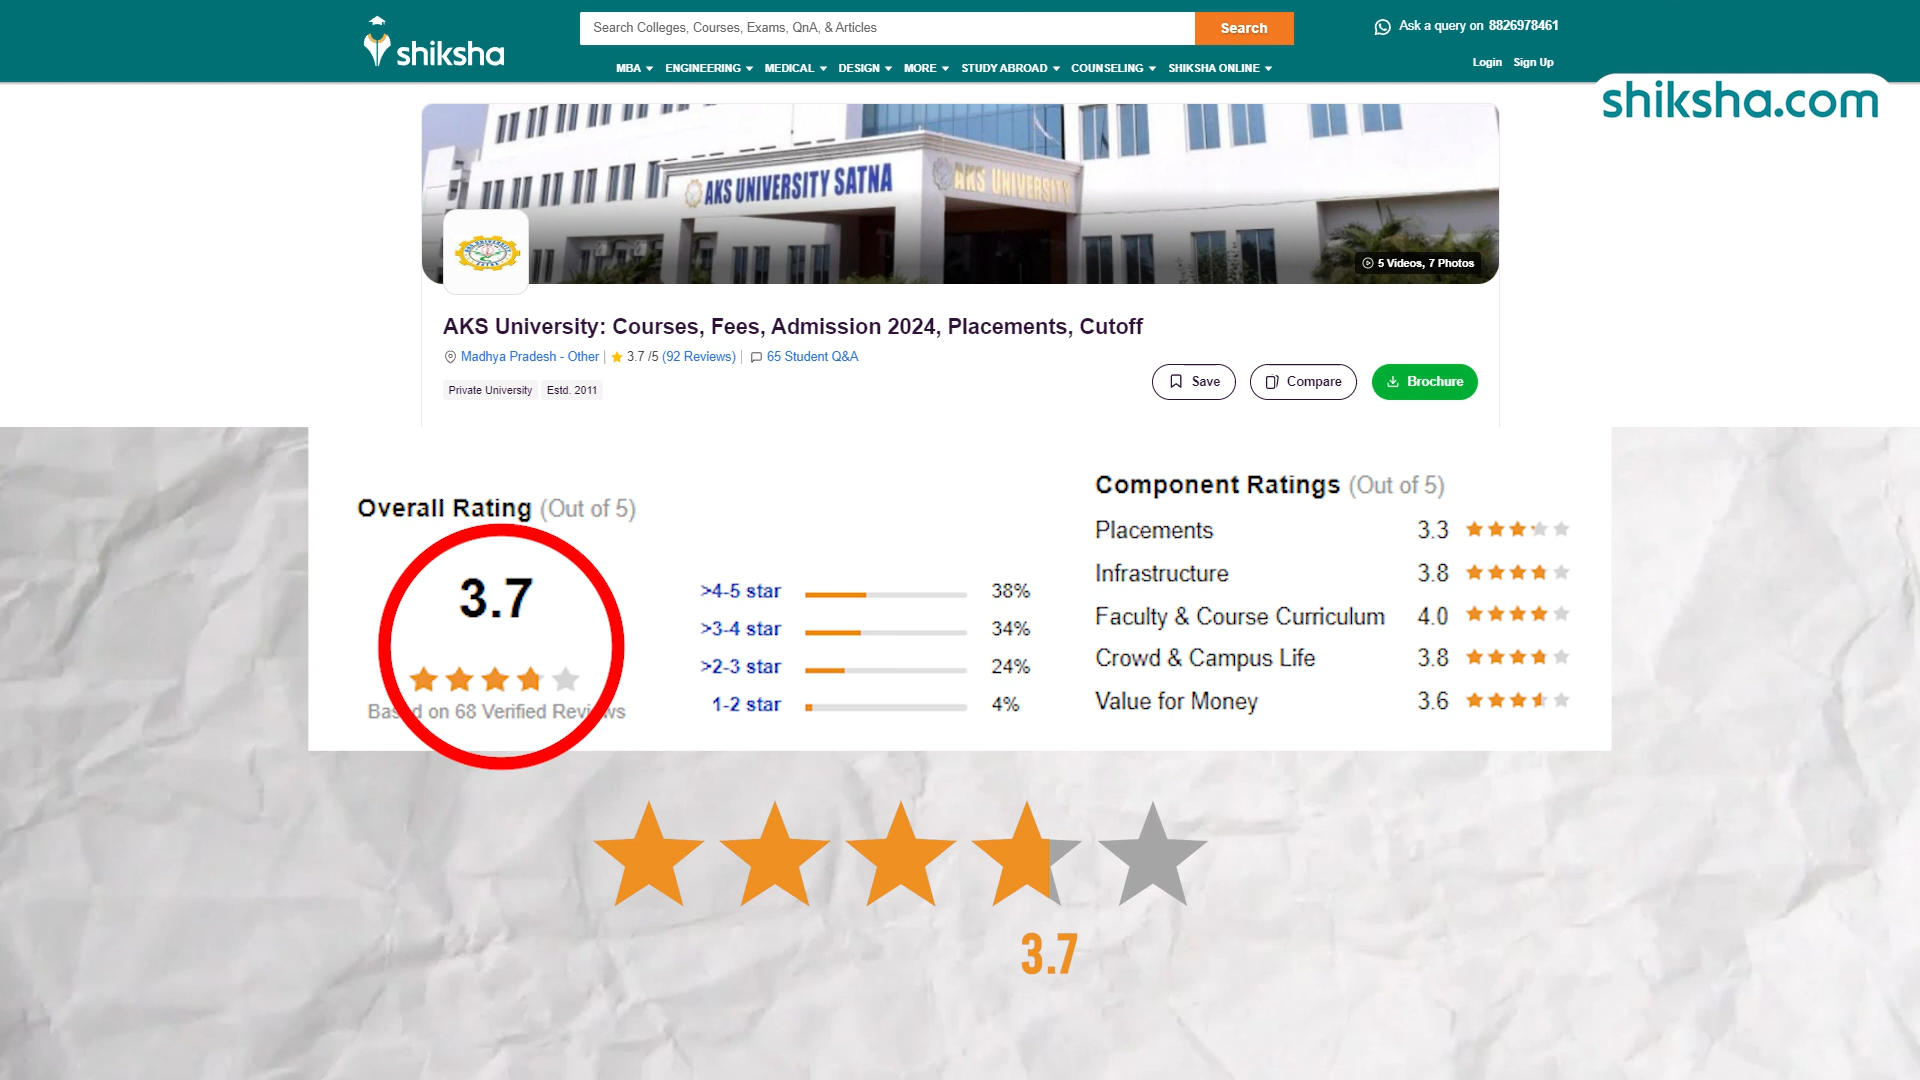 shiksha
Search Colleges, Courses, Exams, QnA, & Articles
Search
Ask a query on 8826978461
MBA ENGINEERING MEDICAL DESIGN MORE STUDY ABROAD COUNSELING SHIKSHA ONLINE
Login Sign Up
shiksha.com
AKS UNIVERSITY SATNA
AKS UNIVERSITY
5 Videos, 7 Photos
AKS University: Courses, Fees, Admission 2024, Placements, Cutoff
Madhya Pradesh - Other | 3.7 /5 (92 Reviews) | 65 Student Q&A
Private University Estd. 2011
Save Compare Brochure
Overall Rating (Out of 5)
3.7
Based on 68 Verified Reviews
>4-5 star 38%
>3-4 star 34%
>2-3 star 24%
1-2 star 4%
Component Ratings (Out of 5)
Placements 3.3
Infrastructure 3.8
Faculty & Course Curriculum 4.0
Crowd & Campus Life 3.8
Value for Money 3.6
3.7